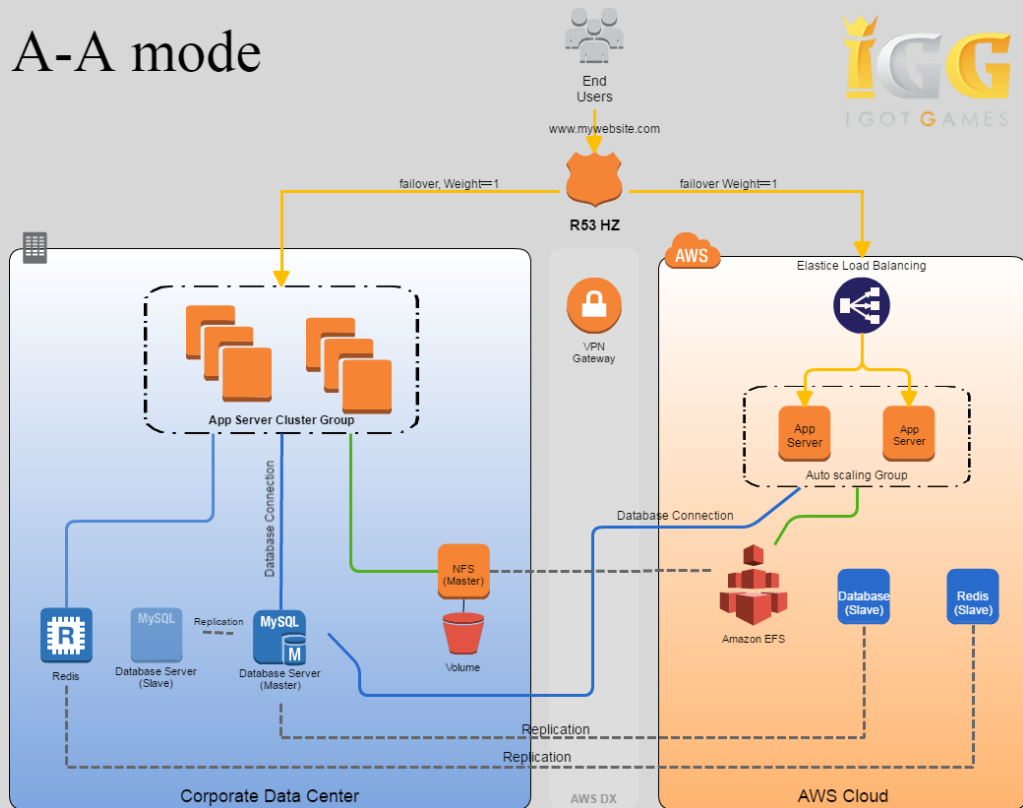 A-A mode
IGG
IGOT GAMES
End
Users
www.mywebsite.com
failover, Weight=1
failover Weight=1
R53 HZ
AWS
Elastice Load Balancing
VPN
Gateway
App Server Cluster Group
App
Server
App
Server
Auto scaling Group
Database Connection
Database Connection
NFS
(Master)
Volume
Amazon EFS
Database
(Slave)
Redis
(Slave)
R
Redis
MySQL
Database Server
(Slave)
Replication
MySQL
M
Database Server
(Master)
Replication
Replication
Corporate Data Center
AWS DX
AWS Cloud